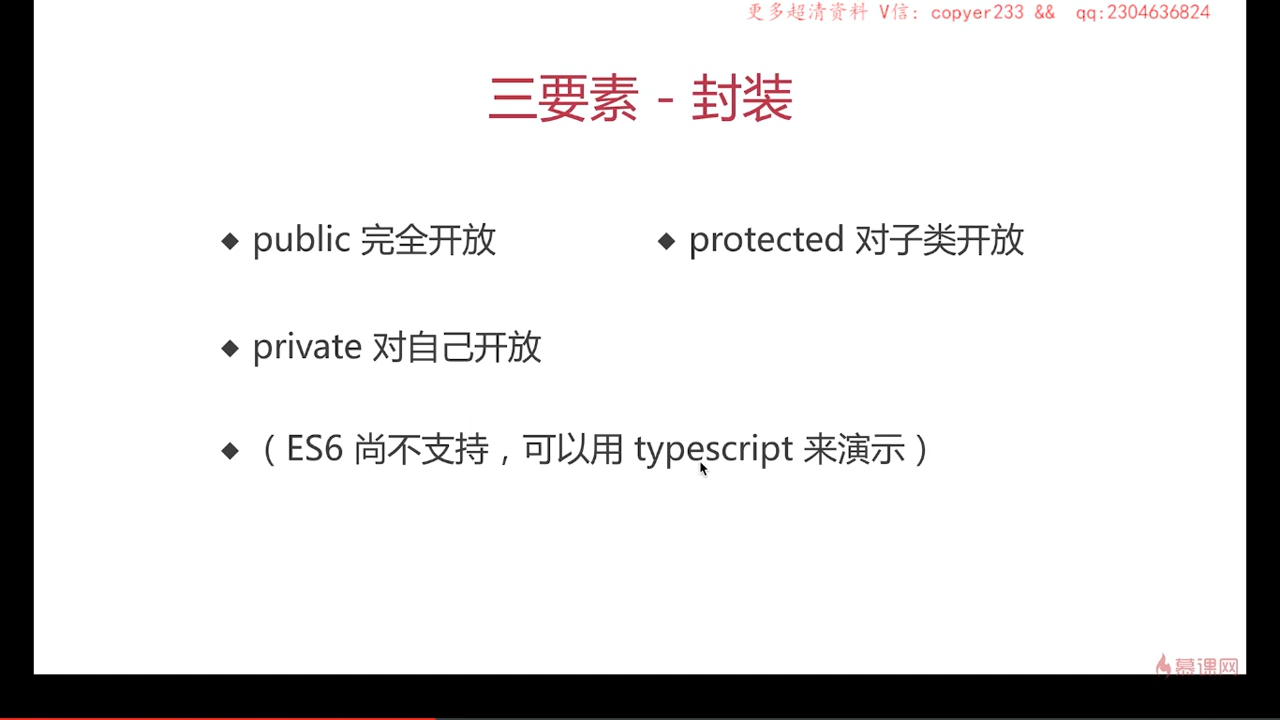 更多超清资料 V信: copyer233 && qq:2304636824
三要素 - 封装
◆ public 完全开放 ◆ protected 对子类开放
◆ private 对自己开放
◆（ES6 尚不支持，可以用 typescript 来演示）
慕课网